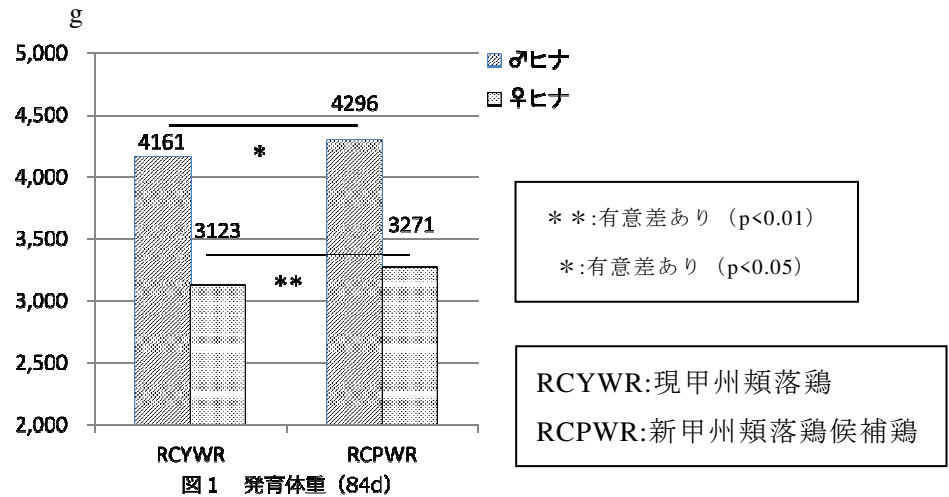 g
5,000
4,500
4,000
3,500
3,000
2,500
2,000
4161
4296
3123
3271
*
**
RCYWR
RCPWR
♂ヒナ
♀ヒナ
＊＊:有意差あり（p<0.01）
＊:有意差あり（p<0.05）
RCYWR:現甲州頬落鶏
RCPWR:新甲州頬落鶏候補鶏
図1　発育体重（84d）